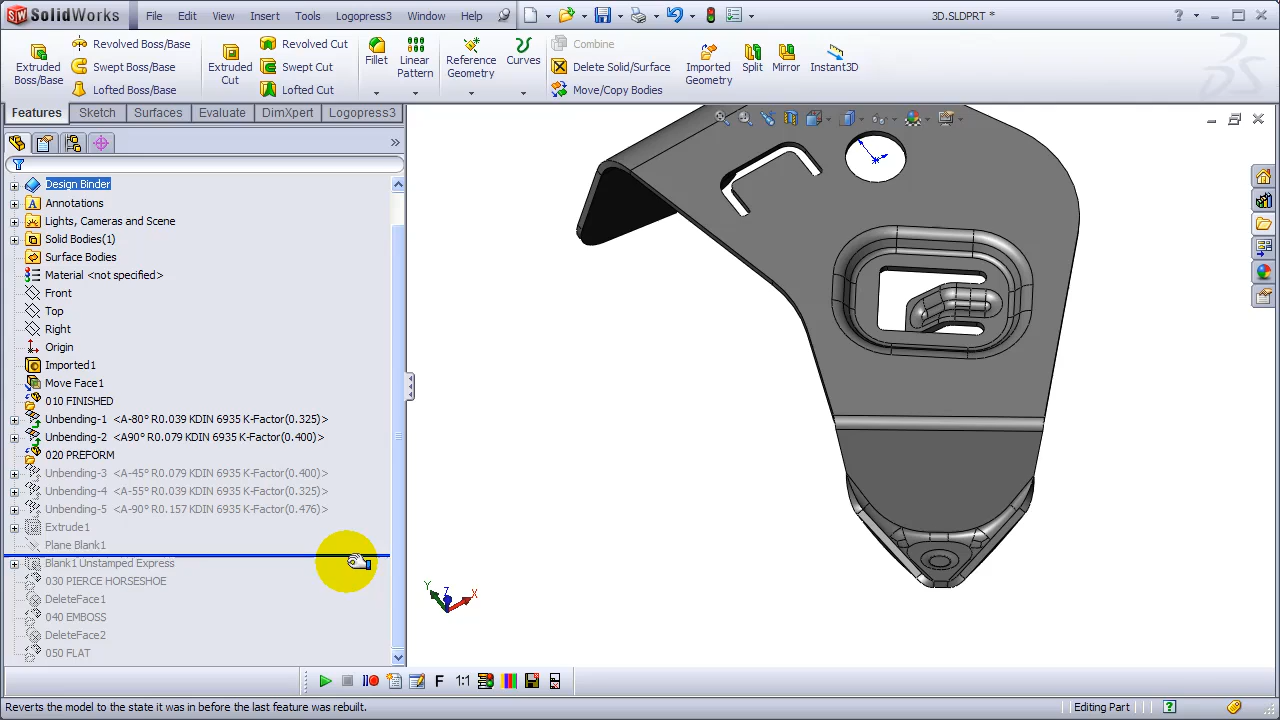 SolidWorks File Edit View Insert Tools Logopress3 Window Help 3D.SLDPRT *
Extruded Boss/Base
Revolved Boss/Base
Swept Boss/Base
Lofted Boss/Base
Extruded Cut
Revolved Cut
Swept Cut
Lofted Cut
Fillet
Linear Pattern
Reference Geometry
Curves
Combine
Delete Solid/Surface
Move/Copy Bodies
Imported Geometry
Split
Mirror
Instant3D
Features Sketch Surfaces Evaluate DimXpert Logopress3
Design Binder
Annotations
Lights, Cameras and Scene
Solid Bodies(1)
Surface Bodies
Material <not specified>
Front
Top
Right
Origin
Imported1
Move Face1
010 FINISHED
Unbending-1 <A-80° R0.039 KDIN 6935 K-Factor(0.325)>
Unbending-2 <A90° R0.079 KDIN 6935 K-Factor(0.400)>
020 PREFORM
Unbending-3 <A-45° R0.079 KDIN 6935 K-Factor(0.400)>
Unbending-4 <A-55° R0.039 KDIN 6935 K-Factor(0.325)>
Unbending-5 <A-90° R0.157 KDIN 6935 K-Factor(0.476)>
Extrude1
Plane Blank1
Blank1 Unstamped Express
030 PIERCE HORSESHOE
DeleteFace1
040 EMBOSS
DeleteFace2
050 FLAT
Y Z X
F 1:1
Reverts the model to the state it was in before the last feature was rebuilt. Editing Part